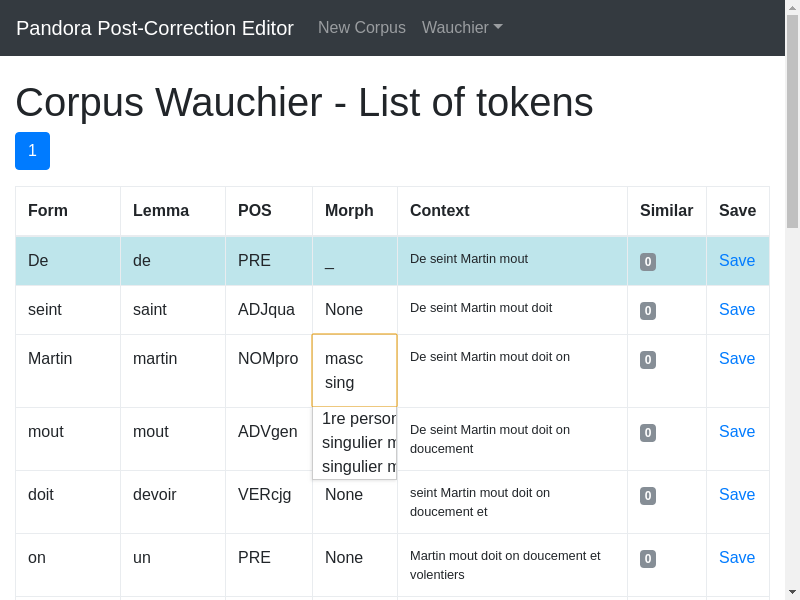 Pandora Post-Correction Editor New Corpus Wauchier
Corpus Wauchier - List of tokens
1
Form Lemma POS Morph Context Similar Save
De de PRE _ De seint Martin mout 0 Save
seint saint ADJqua None De seint Martin mout doit 0 Save
Martin martin NOMpro masc De seint Martin mout doit on 0 Save
sing
mout mout ADVgen De seint Martin mout doit on 0 Save
doucement
1re person
singulier m
singulier m
doit devoir VERcjg None seint Martin mout doit on 0 Save
doucement et
on un PRE None Martin mout doit on doucement et 0 Save
volentiers